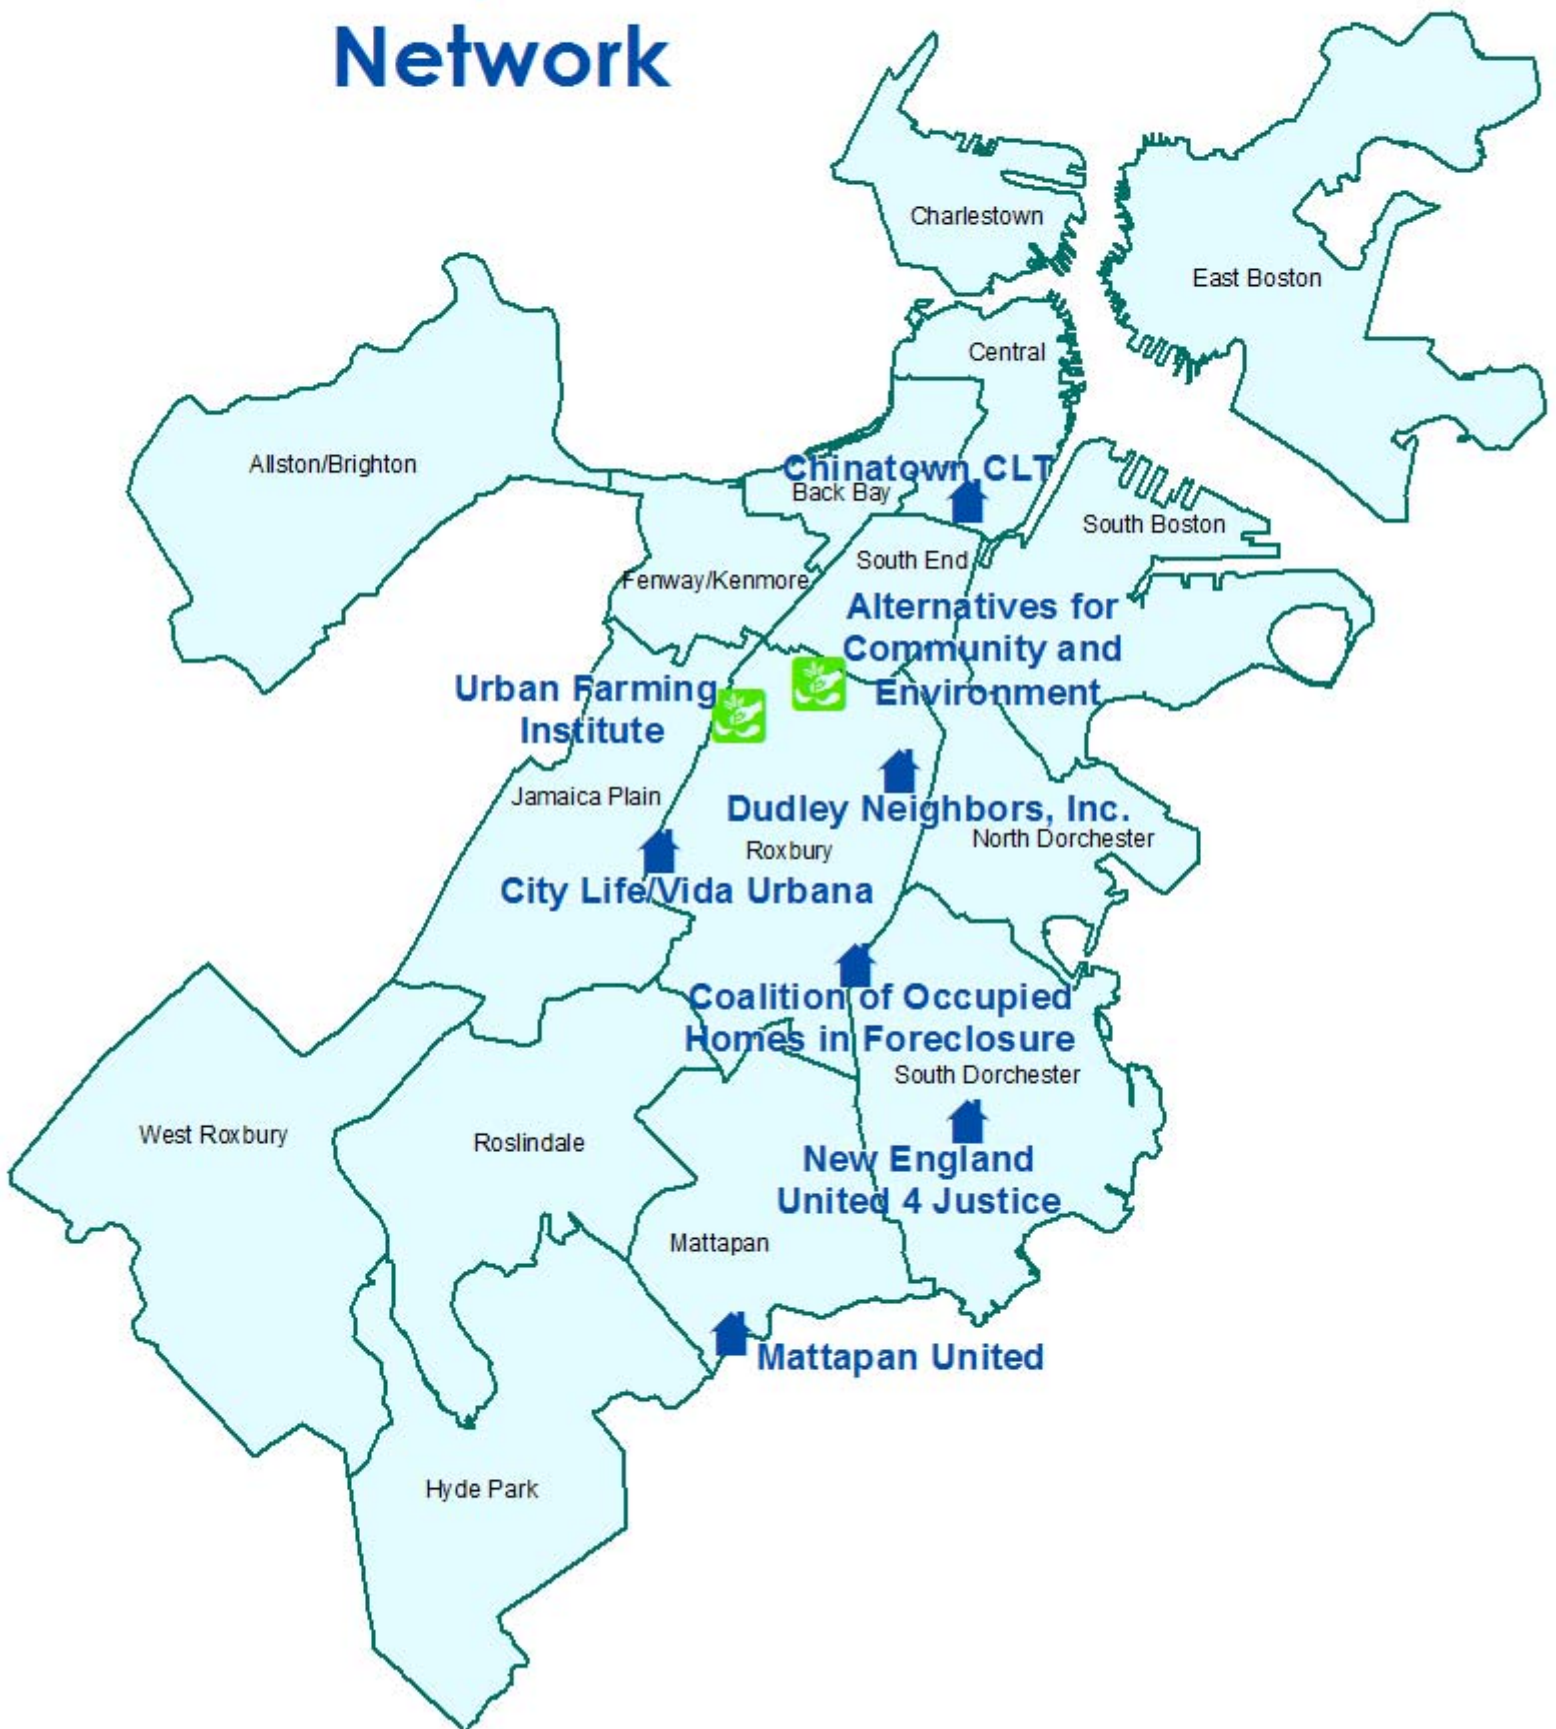 Network
Charlestown
East Boston
Central
Allston/Brighton
Chinatown CLT
Back Bay
South Boston
South End
Fenway/Kenmore
Alternatives for
Community and
Environment
Urban Farming
Institute
Jamaica Plain
Dudley Neighbors, Inc.
North Dorchester
Roxbury
City Life/Vida Urbana
Coalition of Occupied
Homes in Foreclosure
South Dorchester
West Roxbury
Roslindale
New England
United 4 Justice
Mattapan
Mattapan United
Hyde Park